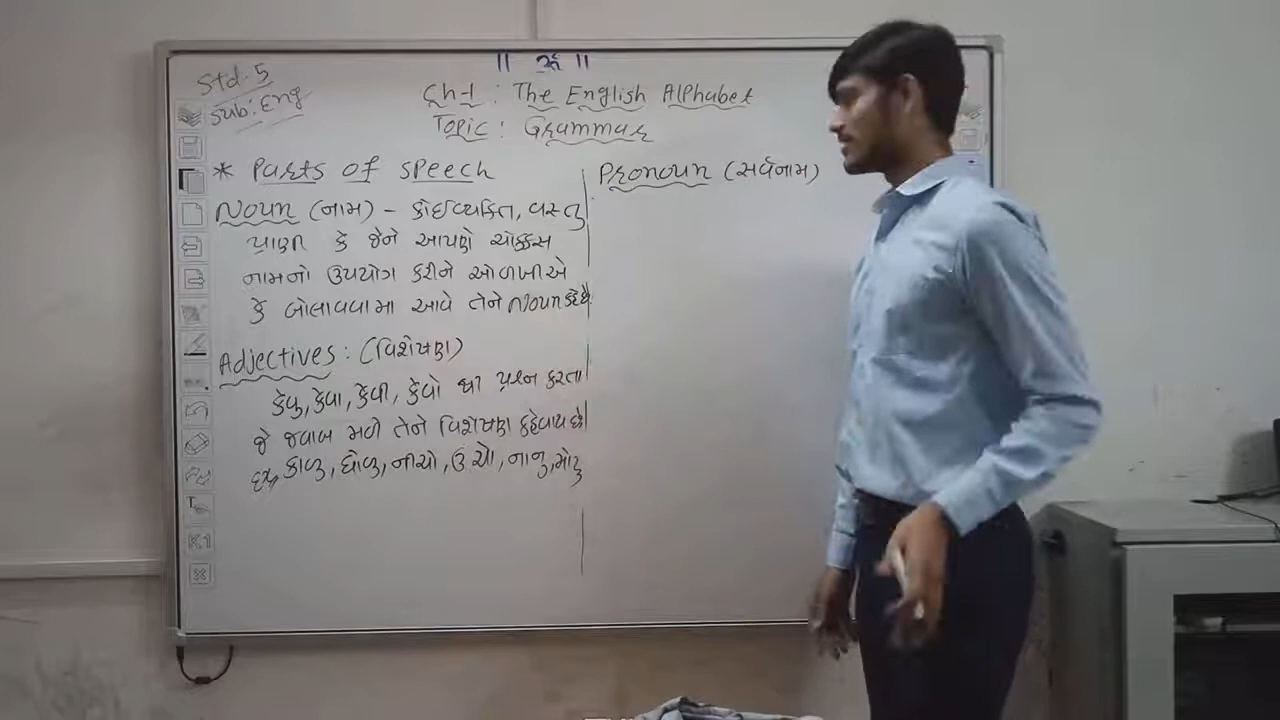 || ૐ ||
Std. 5
Sub: Eng
Ch-1 : The English Alphabet
Topic : Grammar
* Parts of speech
Noun (નામ) - કોઈ વ્યકિત, વસ્તુ
પ્રાણી કે જેને આપણે ચોક્કસ
નામનો ઉપયોગ કરીને ઓળખીએ
કે બોલાવવામા આવે તેને Noun કહે છે
Adjectives : (વિશેષણ)
કેવુ, કેવા, કેવી, કેવો થી પ્રશ્ન કરતા
જે જવાબ મળે તેને વિશેષણ કહેવાય છે
કાળુ, ધોળુ, નીચો, ઉંચો, નાનુ, મોટુ
Pronoun (સર્વનામ)